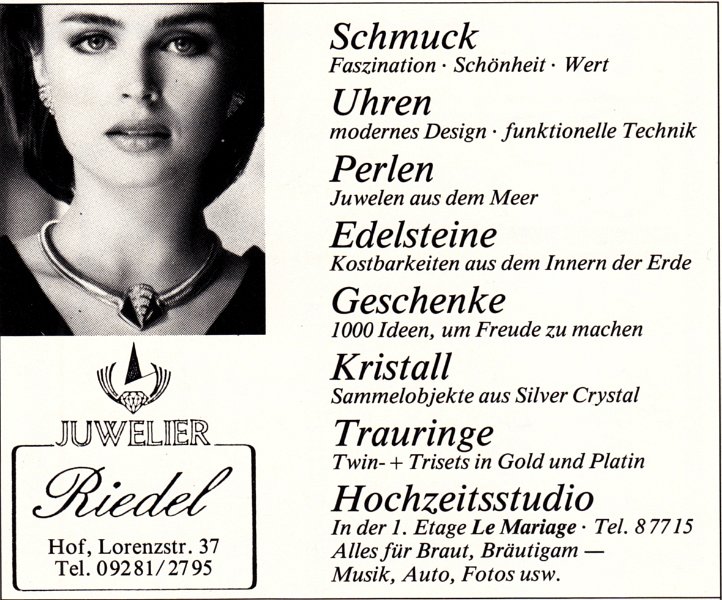 Schmuck
Faszination · Schönheit · Wert
Uhren
modernes Design · funktionelle Technik
Perlen
Juwelen aus dem Meer
Edelsteine
Kostbarkeiten aus dem Innern der Erde
Geschenke
1000 Ideen, um Freude zu machen
Kristall
Sammelobjekte aus Silver Crystal
Trauringe
Twin- + Trisets in Gold und Platin
Hochzeitsstudio
In der 1. Etage Le Mariage · Tel. 87715
Alles für Braut, Bräutigam —
Musik, Auto, Fotos usw.
JUWELIER
Riedel
Hof, Lorenzstr. 37
Tel. 09281/2795